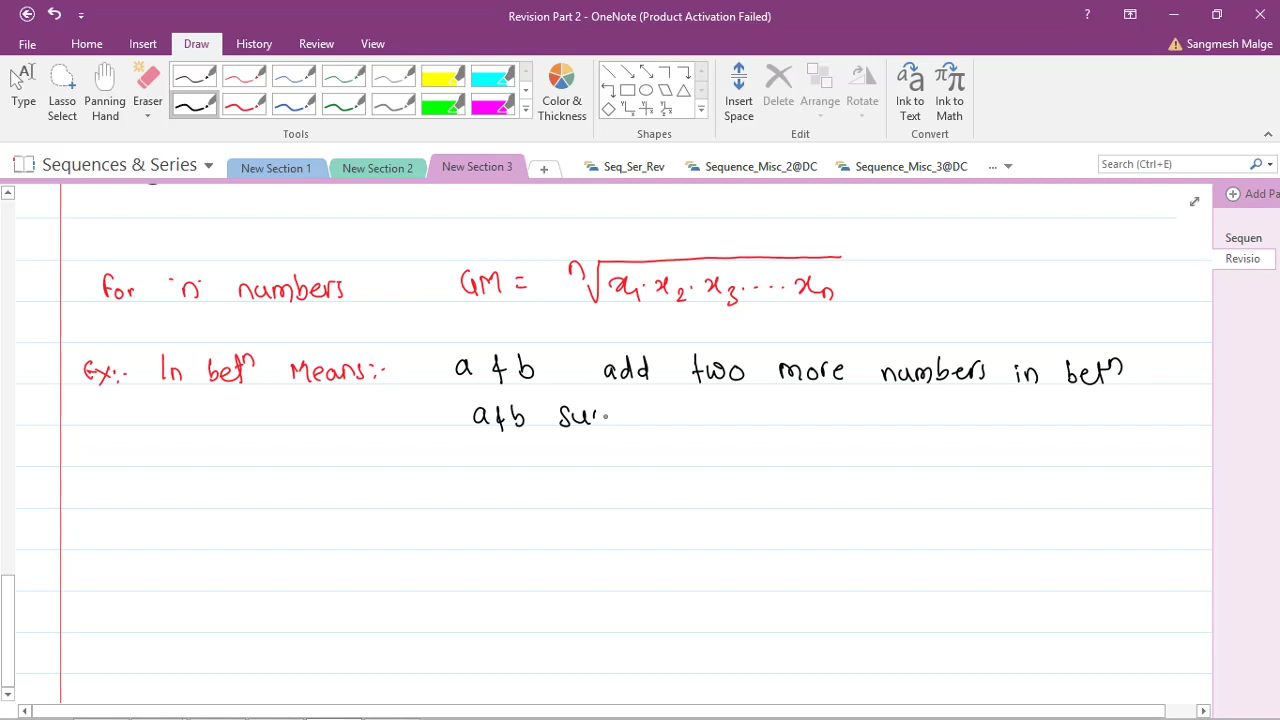 Revision Part 2 - OneNote (Product Activation Failed)
?
File Home Insert Draw History Review View Sangmesh Malge
Type Lasso Select Panning Hand Eraser Color & Thickness Insert Space Delete Arrange Rotate Ink to Text Ink to Math
Tools Shapes Edit Convert
Sequences & Series New Section 1 New Section 2 New Section 3 + Seq_Ser_Rev Sequence_Misc_2@DC Sequence_Misc_3@DC ... Search (Ctrl+E)
Add Pa
Sequen
Revisio
For 'n' numbers GM = ⁿ√x₁·x₂·x₃·...·xₙ
Ex:- In betⁿ Means:- a & b add two more numbers in betⁿ
a & b